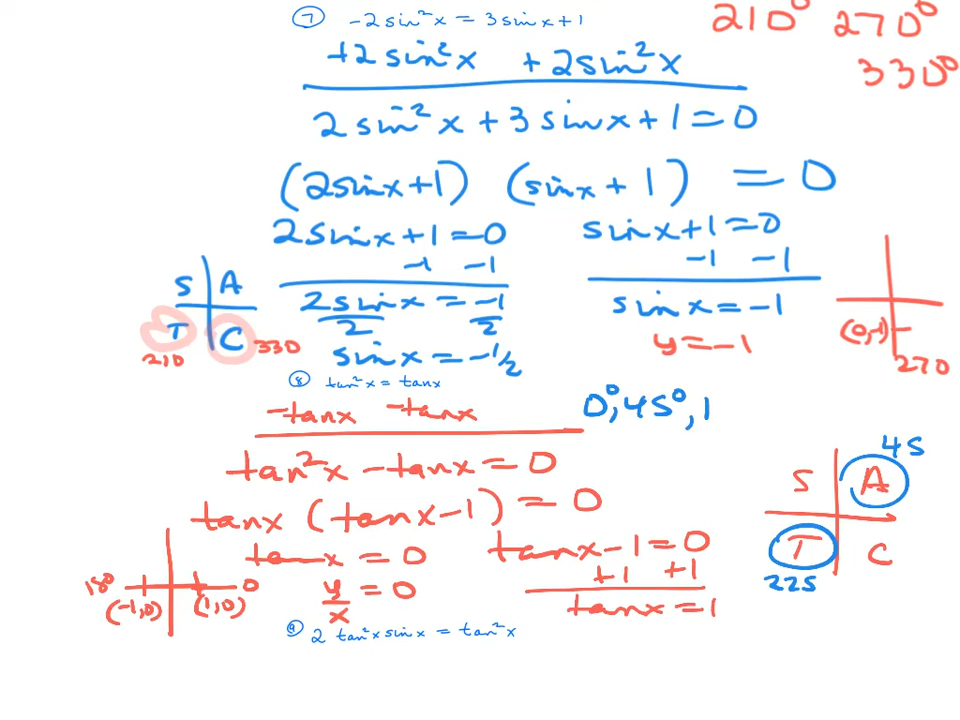 ⑦ -2sin²x = 3sinx+1
210° 270°
330°
+2sin²x +2sin²x
2sin²x+3sinx+1=0
(2sinx+1) (sinx+1) = 0
2sinx+1=0 sinx+1=0
-1 -1 -1 -1
S A
2sinx = -1 sinx = -1
2 2
T C
210 330
sinx = -1/2
y = -1
(0,-1)
270
⑧ tan²x = tanx
-tanx -tanx
0°, 45°, 1
tan²x - tanx = 0
tanx (tanx-1) = 0
45
S A
T C
225
tanx = 0 tanx-1=0
+1 +1
180 0
(-1,0) (1,0)
y/x = 0 tanx = 1
⑨ 2 tan²x sinx = tan²x